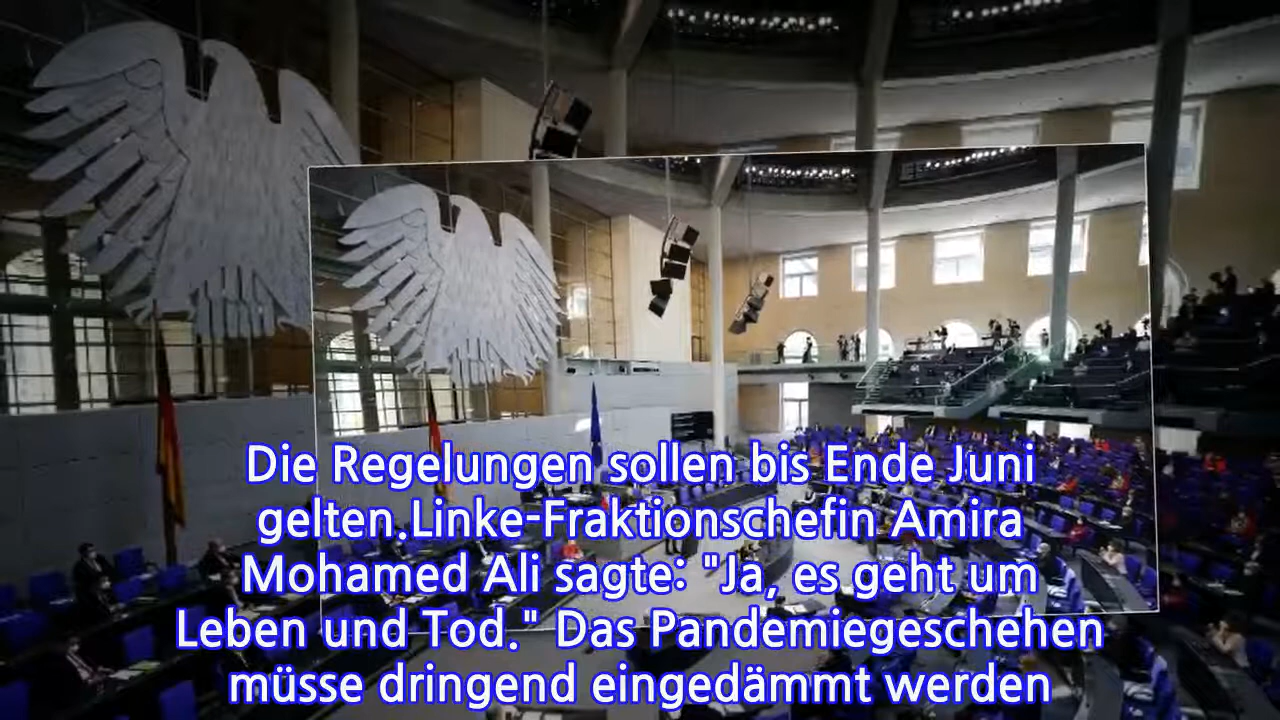 Die Regelungen sollen bis Ende Juni
gelten.Linke-Fraktionschefin Amira
Mohamed Ali sagte: "Ja, es geht um
Leben und Tod." Das Pandemiegeschehen
müsse dringend eingedämmt werden